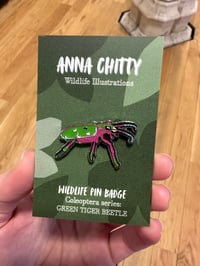 ANNA CHITTY
Wildlife Illustrations
WILDLIFE PIN BADGE
Coleoptera series:
GREEN TIGER BEETLE